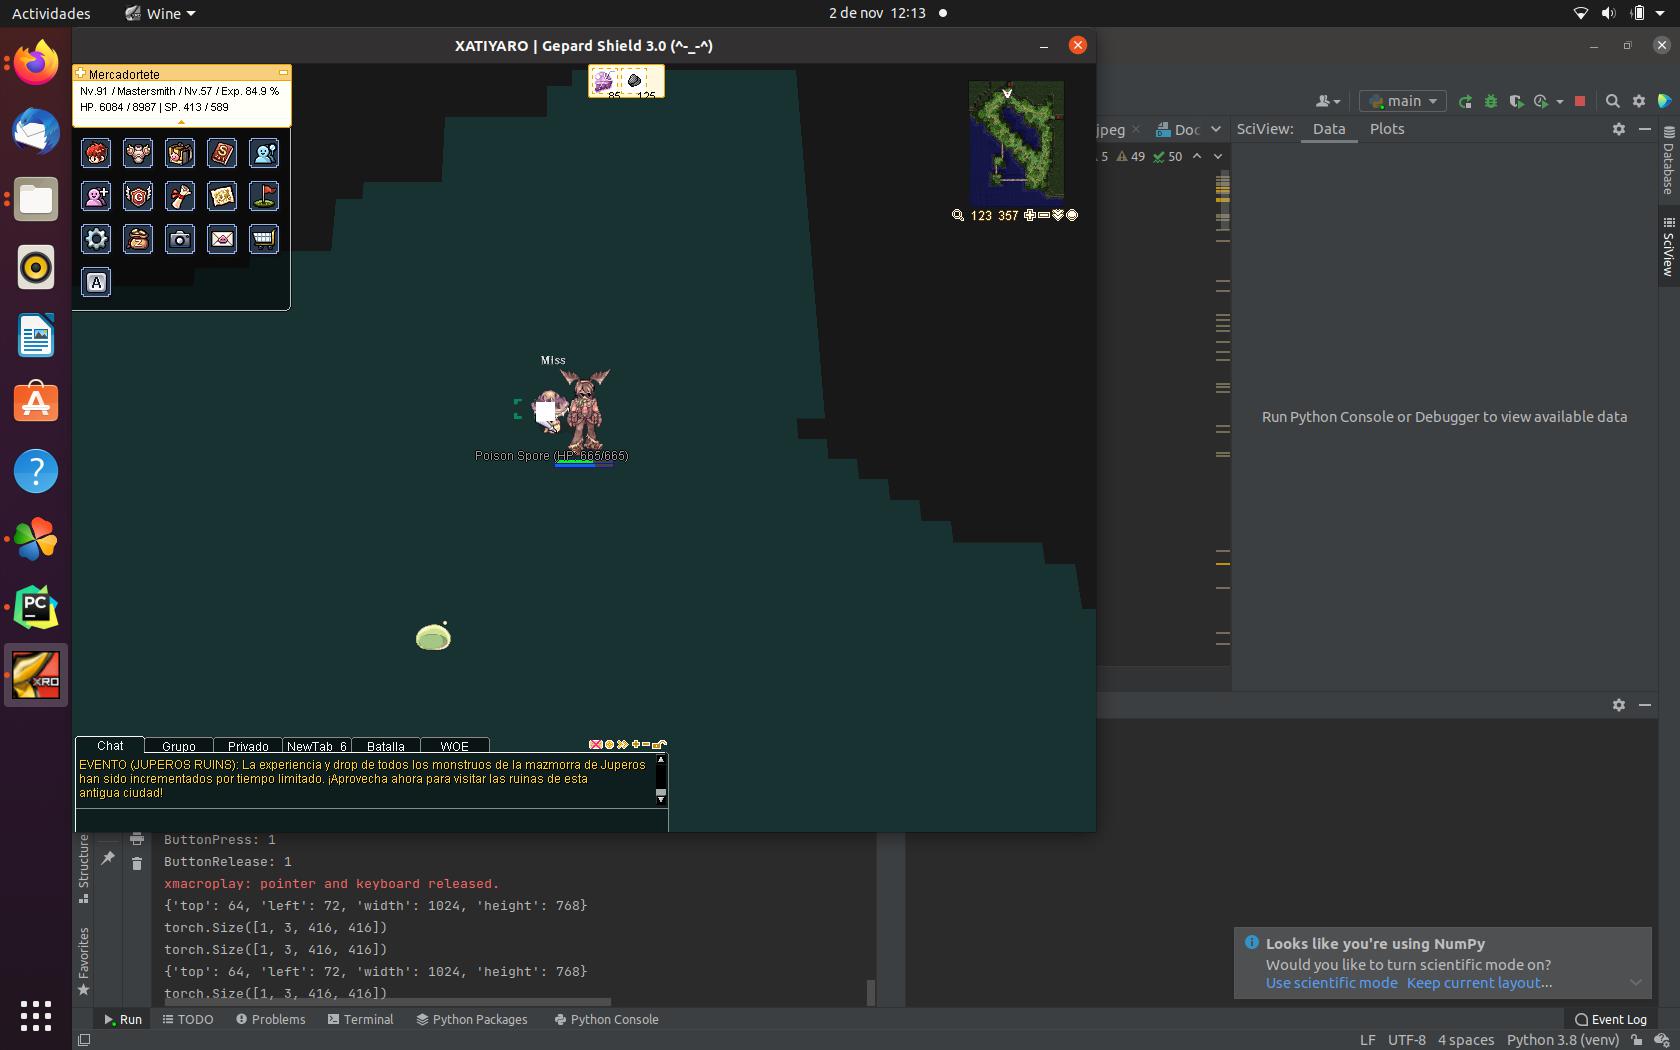 Actividades
Wine
2 de nov 12:13
XATIYARO | Gepard Shield 3.0 (^-_-^)
Mercadortete
Nv.91 / Mastersmith / Nv.57 / Exp. 84.9 %
HP. 6084 / 8987 | SP. 413 / 589
85
125
A
123 357
Miss
Poison Spore (HP: 665/665)
Chat
Grupo
Privado
NewTab_6
Batalla
WOE
EVENTO (JUPEROS RUINS): La experiencia y drop de todos los monstruos de la mazmorra de Juperos
han sido incrementados por tiempo limitado. ¡Aprovecha ahora para visitar las ruinas de esta
antigua ciudad!
main
jpeg
Doc
SciView:
Data
Plots
5
49
50
Database
SciView
Run Python Console or Debugger to view available data
PC
XRO
Structure
Favorites
ButtonPress: 1
ButtonRelease: 1
xmacroplay: pointer and keyboard released.
{'top': 64, 'left': 72, 'width': 1024, 'height': 768}
torch.Size([1, 3, 416, 416])
torch.Size([1, 3, 416, 416])
{'top': 64, 'left': 72, 'width': 1024, 'height': 768}
torch.Size([1, 3, 416, 416])
Looks like you're using NumPy
Would you like to turn scientific mode on?
Use scientific mode Keep current layout...
Run
TODO
Problems
Terminal
Python Packages
Python Console
Event Log
LF UTF-8 4 spaces Python 3.8 (venv)